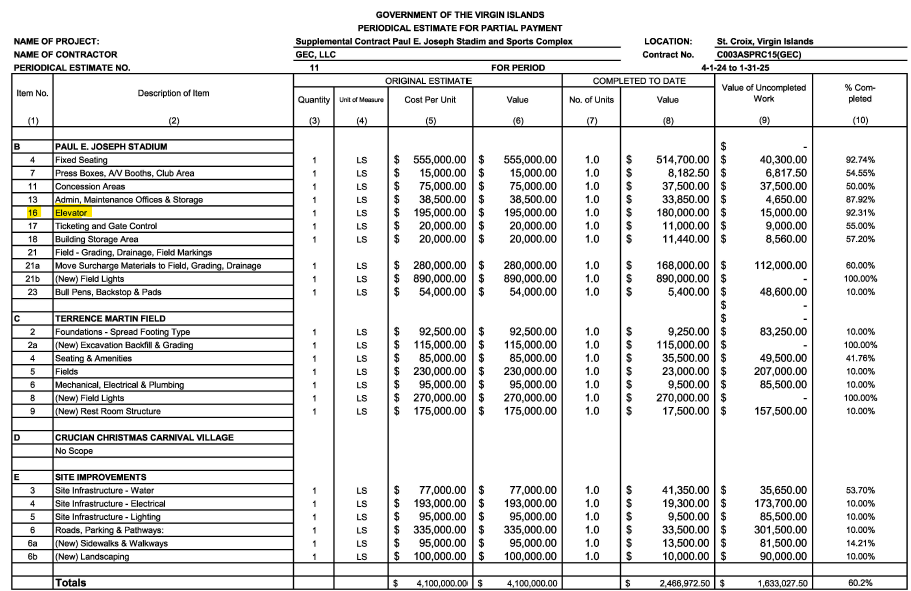 GOVERNMENT OF THE VIRGIN ISLANDS
PERIODICAL ESTIMATE FOR PARTIAL PAYMENT
NAME OF PROJECT: Supplemental Contract Paul E. Joseph Stadim and Sports Complex LOCATION: St. Croix, Virgin Islands
NAME OF CONTRACTOR GEC, LLC Contract No. C003ASPRC15(GEC)
PERIODICAL ESTIMATE NO. 11 FOR PERIOD 4-1-24 to 1-31-25
ORIGINAL ESTIMATE COMPLETED TO DATE
Item No. Description of Item Quantity Unit of Measure Cost Per Unit Value No. of Units Value Value of Uncompleted Work % Com-pleted
(1) (2) (3) (4) (5) (6) (7) (8) (9) (10)
B PAUL E. JOSEPH STADIUM $ -
4 Fixed Seating 1 LS $ 555,000.00 $ 555,000.00 1.0 $ 514,700.00 $ 40,300.00 92.74%
7 Press Boxes, A/V Booths, Club Area 1 LS $ 15,000.00 $ 15,000.00 1.0 $ 8,182.50 $ 6,817.50 54.55%
11 Concession Areas 1 LS $ 75,000.00 $ 75,000.00 1.0 $ 37,500.00 $ 37,500.00 50.00%
13 Admin, Maintenance Offices & Storage 1 LS $ 38,500.00 $ 38,500.00 1.0 $ 33,850.00 $ 4,650.00 87.92%
16 Elevator 1 LS $ 195,000.00 $ 195,000.00 1.0 $ 180,000.00 $ 15,000.00 92.31%
17 Ticketing and Gate Control 1 LS $ 20,000.00 $ 20,000.00 1.0 $ 11,000.00 $ 9,000.00 55.00%
18 Building Storage Area 1 LS $ 20,000.00 $ 20,000.00 1.0 $ 11,440.00 $ 8,560.00 57.20%
21 Field - Grading, Drainage, Field Markings
21a Move Surcharge Materials to Field, Grading, Drainage 1 LS $ 280,000.00 $ 280,000.00 1.0 $ 168,000.00 $ 112,000.00 60.00%
21b (New) Field Lights 1 LS $ 890,000.00 $ 890,000.00 1.0 $ 890,000.00 $ - 100.00%
23 Bull Pens, Backstop & Pads 1 LS $ 54,000.00 $ 54,000.00 1.0 $ 5,400.00 $ 48,600.00 10.00%
$ -
C TERRENCE MARTIN FIELD $ -
2 Foundations - Spread Footing Type 1 LS $ 92,500.00 $ 92,500.00 1.0 $ 9,250.00 $ 83,250.00 10.00%
2a (New) Excavation Backfill & Grading 1 LS $ 115,000.00 $ 115,000.00 1.0 $ 115,000.00 $ - 100.00%
4 Seating & Amenities 1 LS $ 85,000.00 $ 85,000.00 1.0 $ 35,500.00 $ 49,500.00 41.76%
5 Fields 1 LS $ 230,000.00 $ 230,000.00 1.0 $ 23,000.00 $ 207,000.00 10.00%
6 Mechanical, Electrical & Plumbing 1 LS $ 95,000.00 $ 95,000.00 1.0 $ 9,500.00 $ 85,500.00 10.00%
8 (New) Field Lights 1 LS $ 270,000.00 $ 270,000.00 1.0 $ 270,000.00 $ - 100.00%
9 (New) Rest Room Structure 1 LS $ 175,000.00 $ 175,000.00 1.0 $ 17,500.00 $ 157,500.00 10.00%
D CRUCIAN CHRISTMAS CARNIVAL VILLAGE
No Scope
E SITE IMPROVEMENTS
3 Site Infrastructure - Water 1 LS $ 77,000.00 $ 77,000.00 1.0 $ 41,350.00 $ 35,650.00 53.70%
4 Site Infrastructure - Electrical 1 LS $ 193,000.00 $ 193,000.00 1.0 $ 19,300.00 $ 173,700.00 10.00%
5 Site Infrastructure - Lighting 1 LS $ 95,000.00 $ 95,000.00 1.0 $ 9,500.00 $ 85,500.00 10.00%
6 Roads, Parking & Pathways: 1 LS $ 335,000.00 $ 335,000.00 1.0 $ 33,500.00 $ 301,500.00 10.00%
6a (New) Sidewalks & Walkways 1 LS $ 95,000.00 $ 95,000.00 1.0 $ 13,500.00 $ 81,500.00 14.21%
6b (New) Landscaping 1 LS $ 100,000.00 $ 100,000.00 1.0 $ 10,000.00 $ 90,000.00 10.00%
Totals $ 4,100,000.00 $ 4,100,000.00 $ 2,466,972.50 $ 1,633,027.50 60.2%